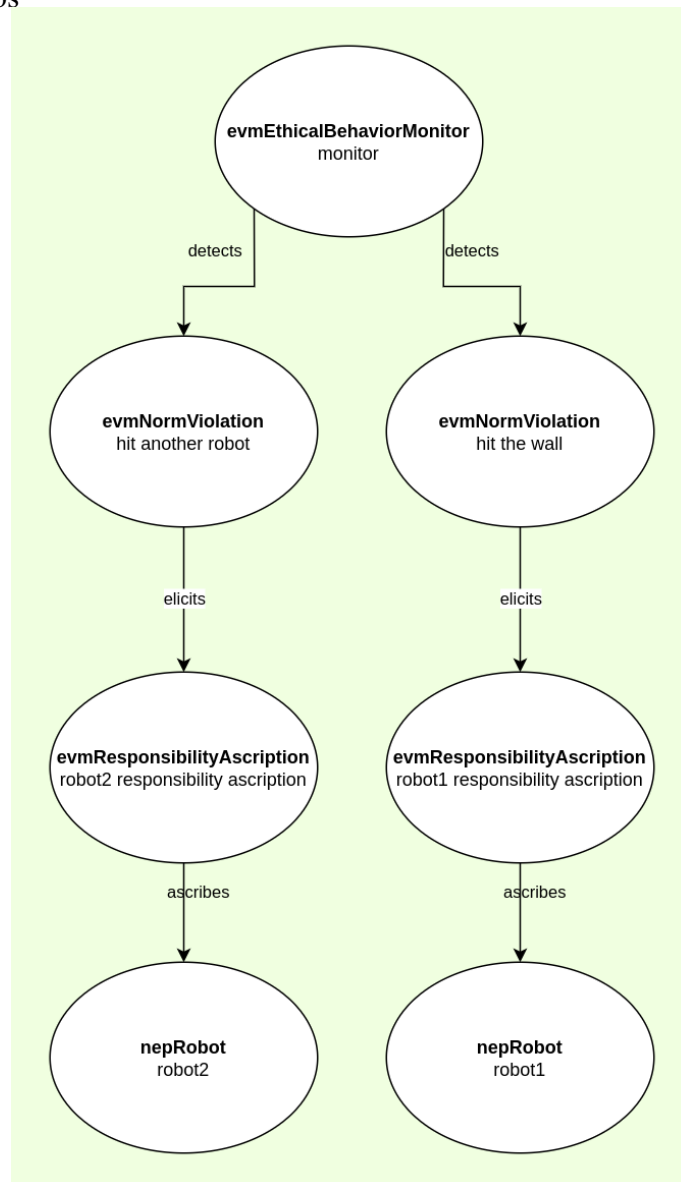 os
evmEthicalBehaviorMonitor
monitor
detects
detects
evmNormViolation
hit another robot
evmNormViolation
hit the wall
elicits
elicits
evmResponsibilityAscription
robot2 responsibility ascription
evmResponsibilityAscription
robot1 responsibility ascription
ascribes
ascribes
nepRobot
robot2
nepRobot
robot1